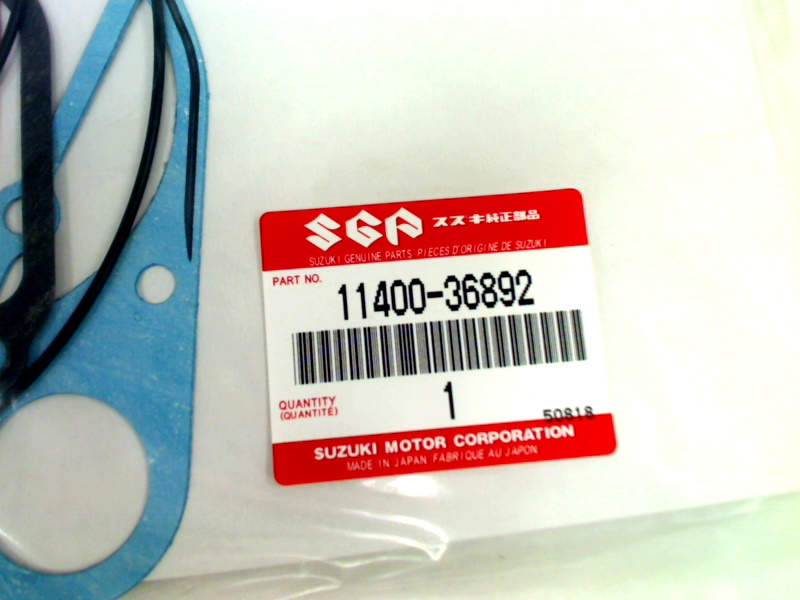 SGP スズキ純正部品
SUZUKI GENUINE PARTS PIECES D'ORIGINE DE SUZUKI
PART NO.
11400-36892
QUANTITY
(QUANTITÉ)
1
50818
SUZUKI MOTOR CORPORATION
MADE IN JAPAN FABRIQUE AU JAPON